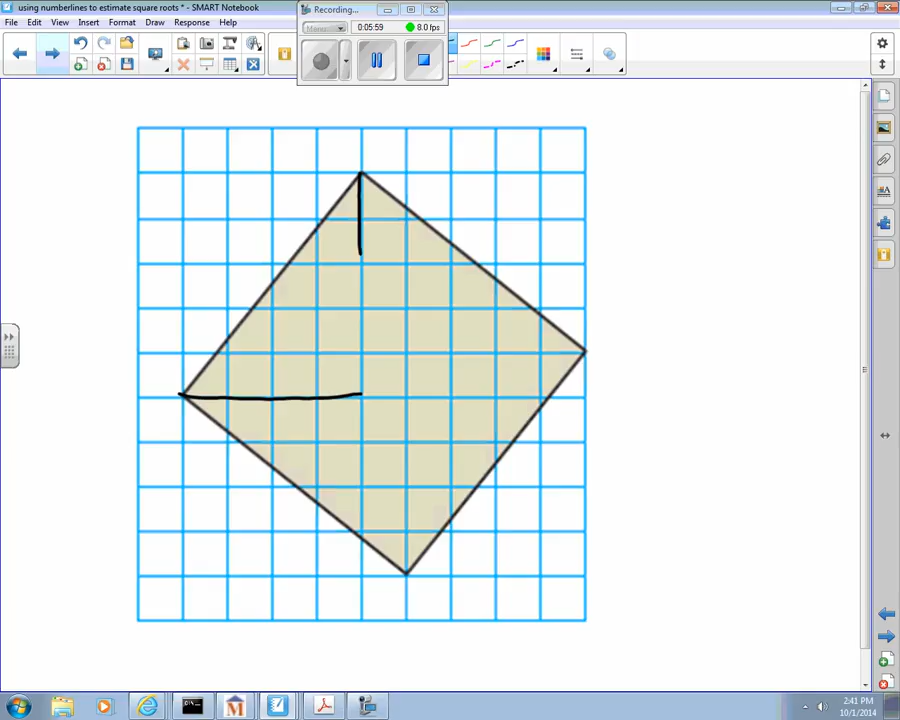 using numberlines to estimate square roots * - SMART Notebook
Recording...
File Edit View Insert Format Draw Response Help
0:05:59
8.0 fps
2:41 PM
10/1/2014